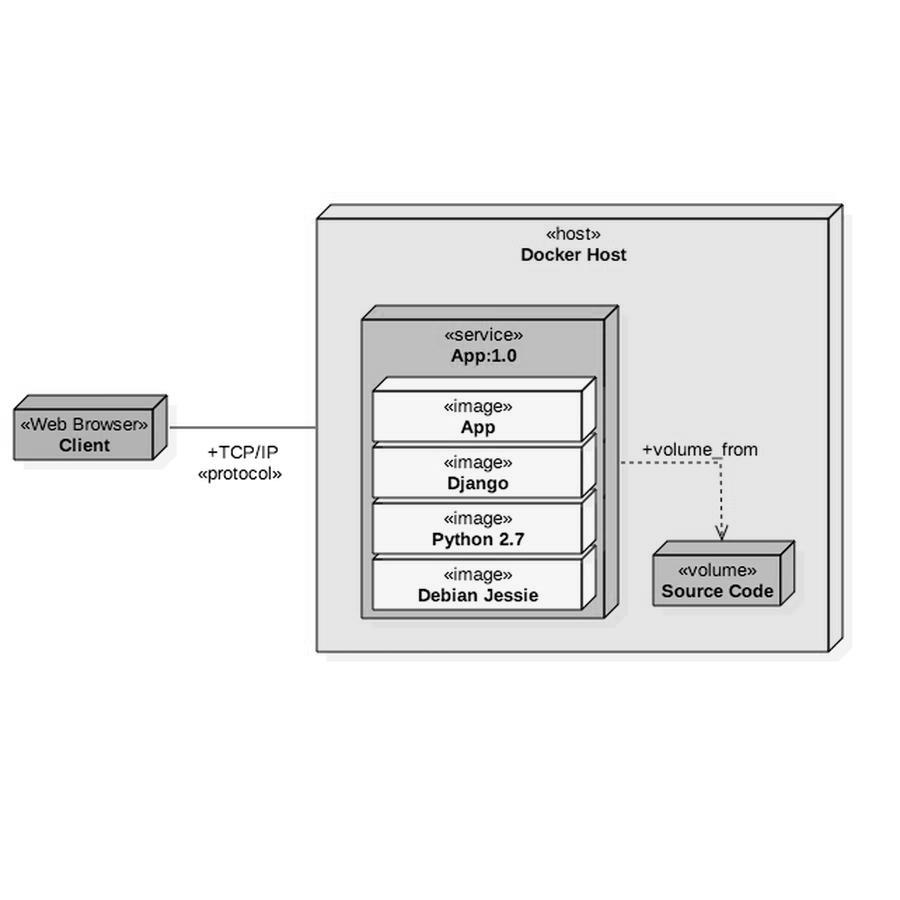 «host»
Docker Host
«service»
App:1.0
«image»
App
«Web Browser»
Client
+TCP/IP
«protocol»
«image»
Django
+volume_from
«image»
Python 2.7
«image»
Debian Jessie
«volume»
Source Code